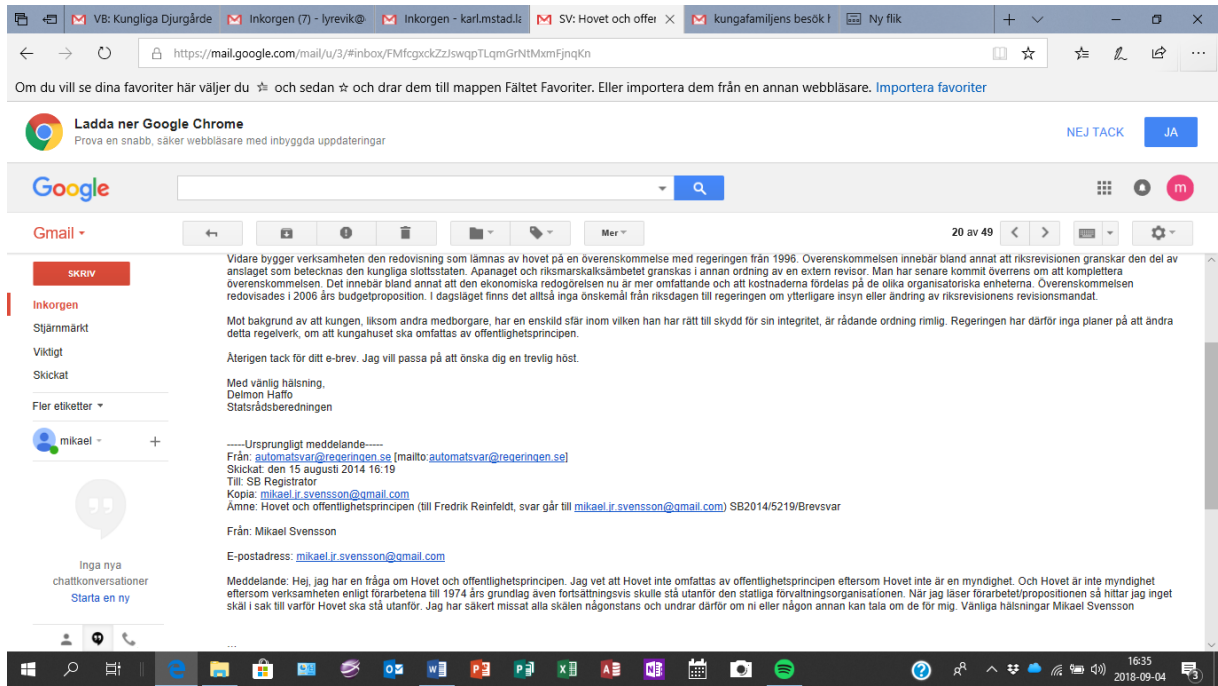 VB: Kungliga Djurgårde
Inkorgen (7) - lyrevik@
Inkorgen - karl.mstad.la
SV: Hovet och offer
kungafamiljens besök h
Ny flik
https://mail.google.com/mail/u/3/#inbox/FMfcgxckZzJswqpTLqmGrNtMxmFjnqKn
Om du vill se dina favoriter här väljer du och sedan och drar dem till mappen Fältet Favoriter. Eller importera dem från en annan webbläsare. Importera favoriter
Ladda ner Google Chrome
Prova en snabb, säker webbläsare med inbyggda uppdateringar
NEJ TACK
JA
Google
m
Gmail
Mer
20 av 49
SKRIV
Inkorgen
Stjärnmärkt
Viktigt
Skickat
Fler etiketter
mikael
Inga nya
chattkonversationer
Starta en ny
Vidare bygger verksamheten den redovisning som lämnas av hovet på en överenskommelse med regeringen från 1996. Överenskommelsen innebär bland annat att riksrevisionen granskar den del av
anslaget som betecknas den kungliga slottsstaten. Apanaget och riksmarskalksämbetet granskas i annan ordning av en extern revisor. Man har senare kommit överrens om att komplettera
överenskommelsen. Det innebär bland annat att den ekonomiska redogörelsen nu är mer omfattande och att kostnaderna fördelas på de olika organisatoriska enheterna. Överenskommelsen
redovisades i 2006 års budgetproposition. I dagsläget finns det alltså inga önskemål från riksdagen till regeringen om ytterligare insyn eller ändring av riksrevisionens revisionsmandat.
Mot bakgrund av att kungen, liksom andra medborgare, har en enskild sfär inom vilken han har rätt till skydd för sin integritet, är rådande ordning rimlig. Regeringen har därför inga planer på att ändra
detta regelverk, om att kungahuset ska omfattas av offentlighetsprincipen.
Återigen tack för ditt e-brev. Jag vill passa på att önska dig en trevlig höst.
Med vänlig hälsning,
Delmon Haffo
Statsrådsberedningen
-----Ursprungligt meddelande-----
Från: automatsvar@regeringen.se [mailto:automatsvar@regeringen.se]
Skickat: den 15 augusti 2014 16:19
Till: SB Registrator
Kopia: mikael.jr.svensson@gmail.com
Ämne: Hovet och offentlighetsprincipen (till Fredrik Reinfeldt, svar går till mikael.jr.svensson@gmail.com) SB2014/5219/Brevsvar
Från: Mikael Svensson
E-postadress: mikael.jr.svensson@gmail.com
Meddelande: Hej, jag har en fråga om Hovet och offentlighetsprincipen. Jag vet att Hovet inte omfattas av offentlighetsprincipen eftersom Hovet inte är en myndighet. Och Hovet är inte myndighet
eftersom verksamheten enligt förarbetena till 1974 års grundlag även fortsättningsvis skulle stå utanför den statliga förvaltningsorganisationen. När jag läser förarbetet/propositionen så hittar jag inget
skäl i sak till varför Hovet ska stå utanför. Jag har säkert missat alla skälen någonstans och undrar därför om ni eller någon annan kan tala om de för mig. Vänliga hälsningar Mikael Svensson
...
16:35
2018-09-04